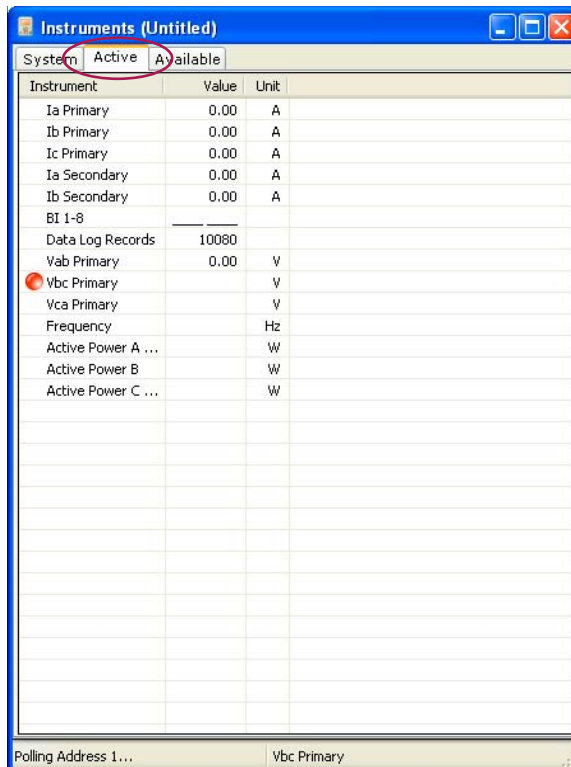 Instruments (Untitled)
System Active Available
Instrument Value Unit
Ia Primary 0.00 A
Ib Primary 0.00 A
Ic Primary 0.00 A
Ia Secondary 0.00 A
Ib Secondary 0.00 A
BI 1-8 ____ ____
Data Log Records 10080
Vab Primary 0.00 V
Vbc Primary V
Vca Primary V
Frequency Hz
Active Power A ... W
Active Power B W
Active Power C ... W
Polling Address 1... Vbc Primary